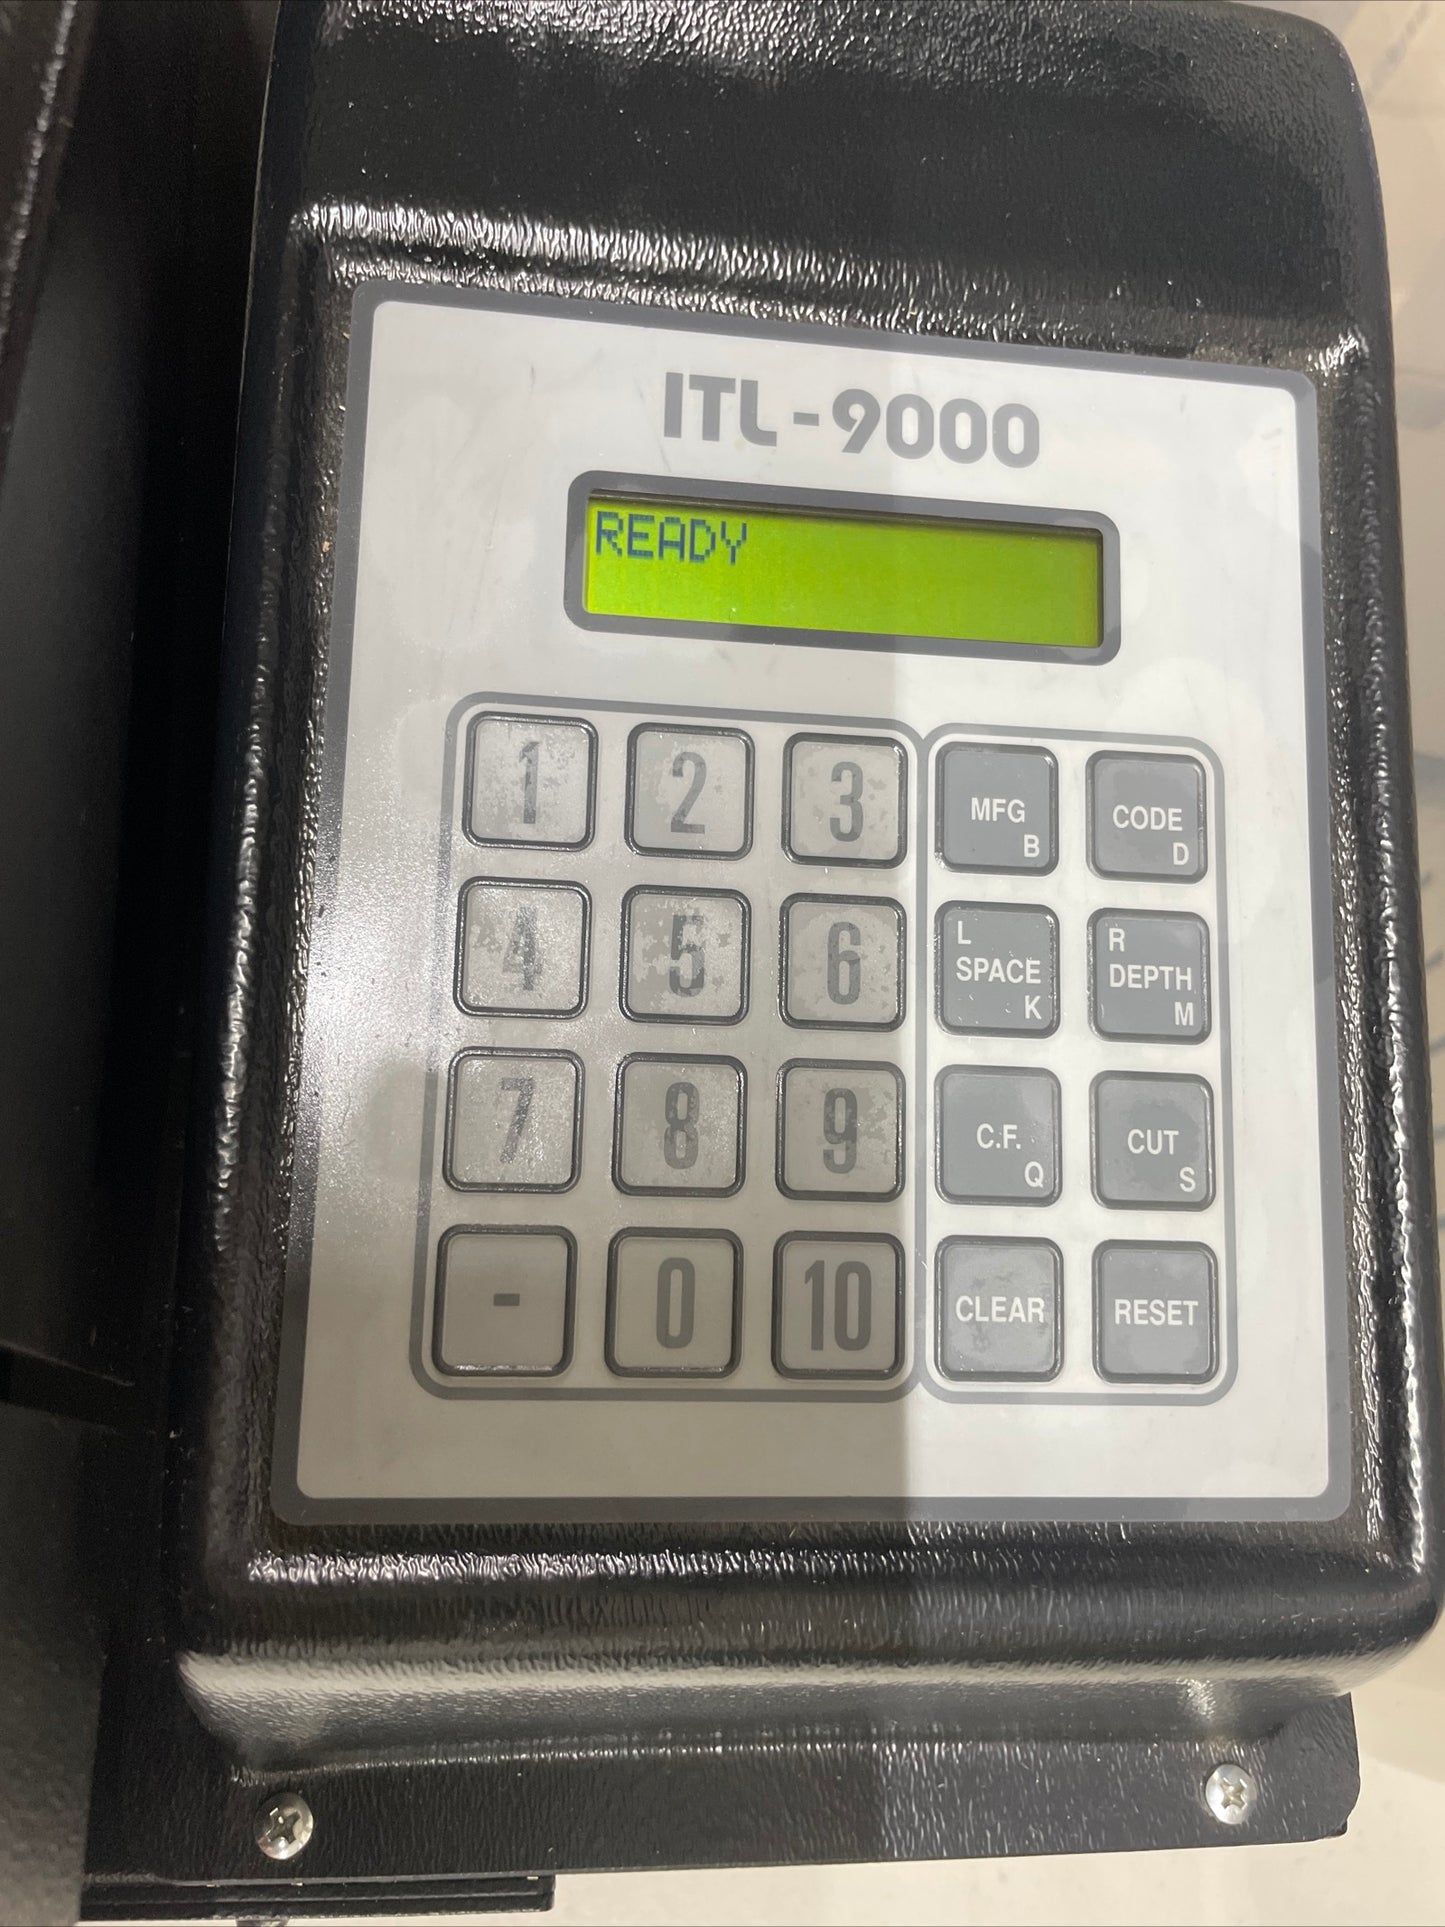 ITL-9000
READY
1 2 3
MFG B
CODE D
4 5 6
L SPACE K
R DEPTH M
7 8 9
C.F. Q
CUT S
- 0 10
CLEAR
RESET